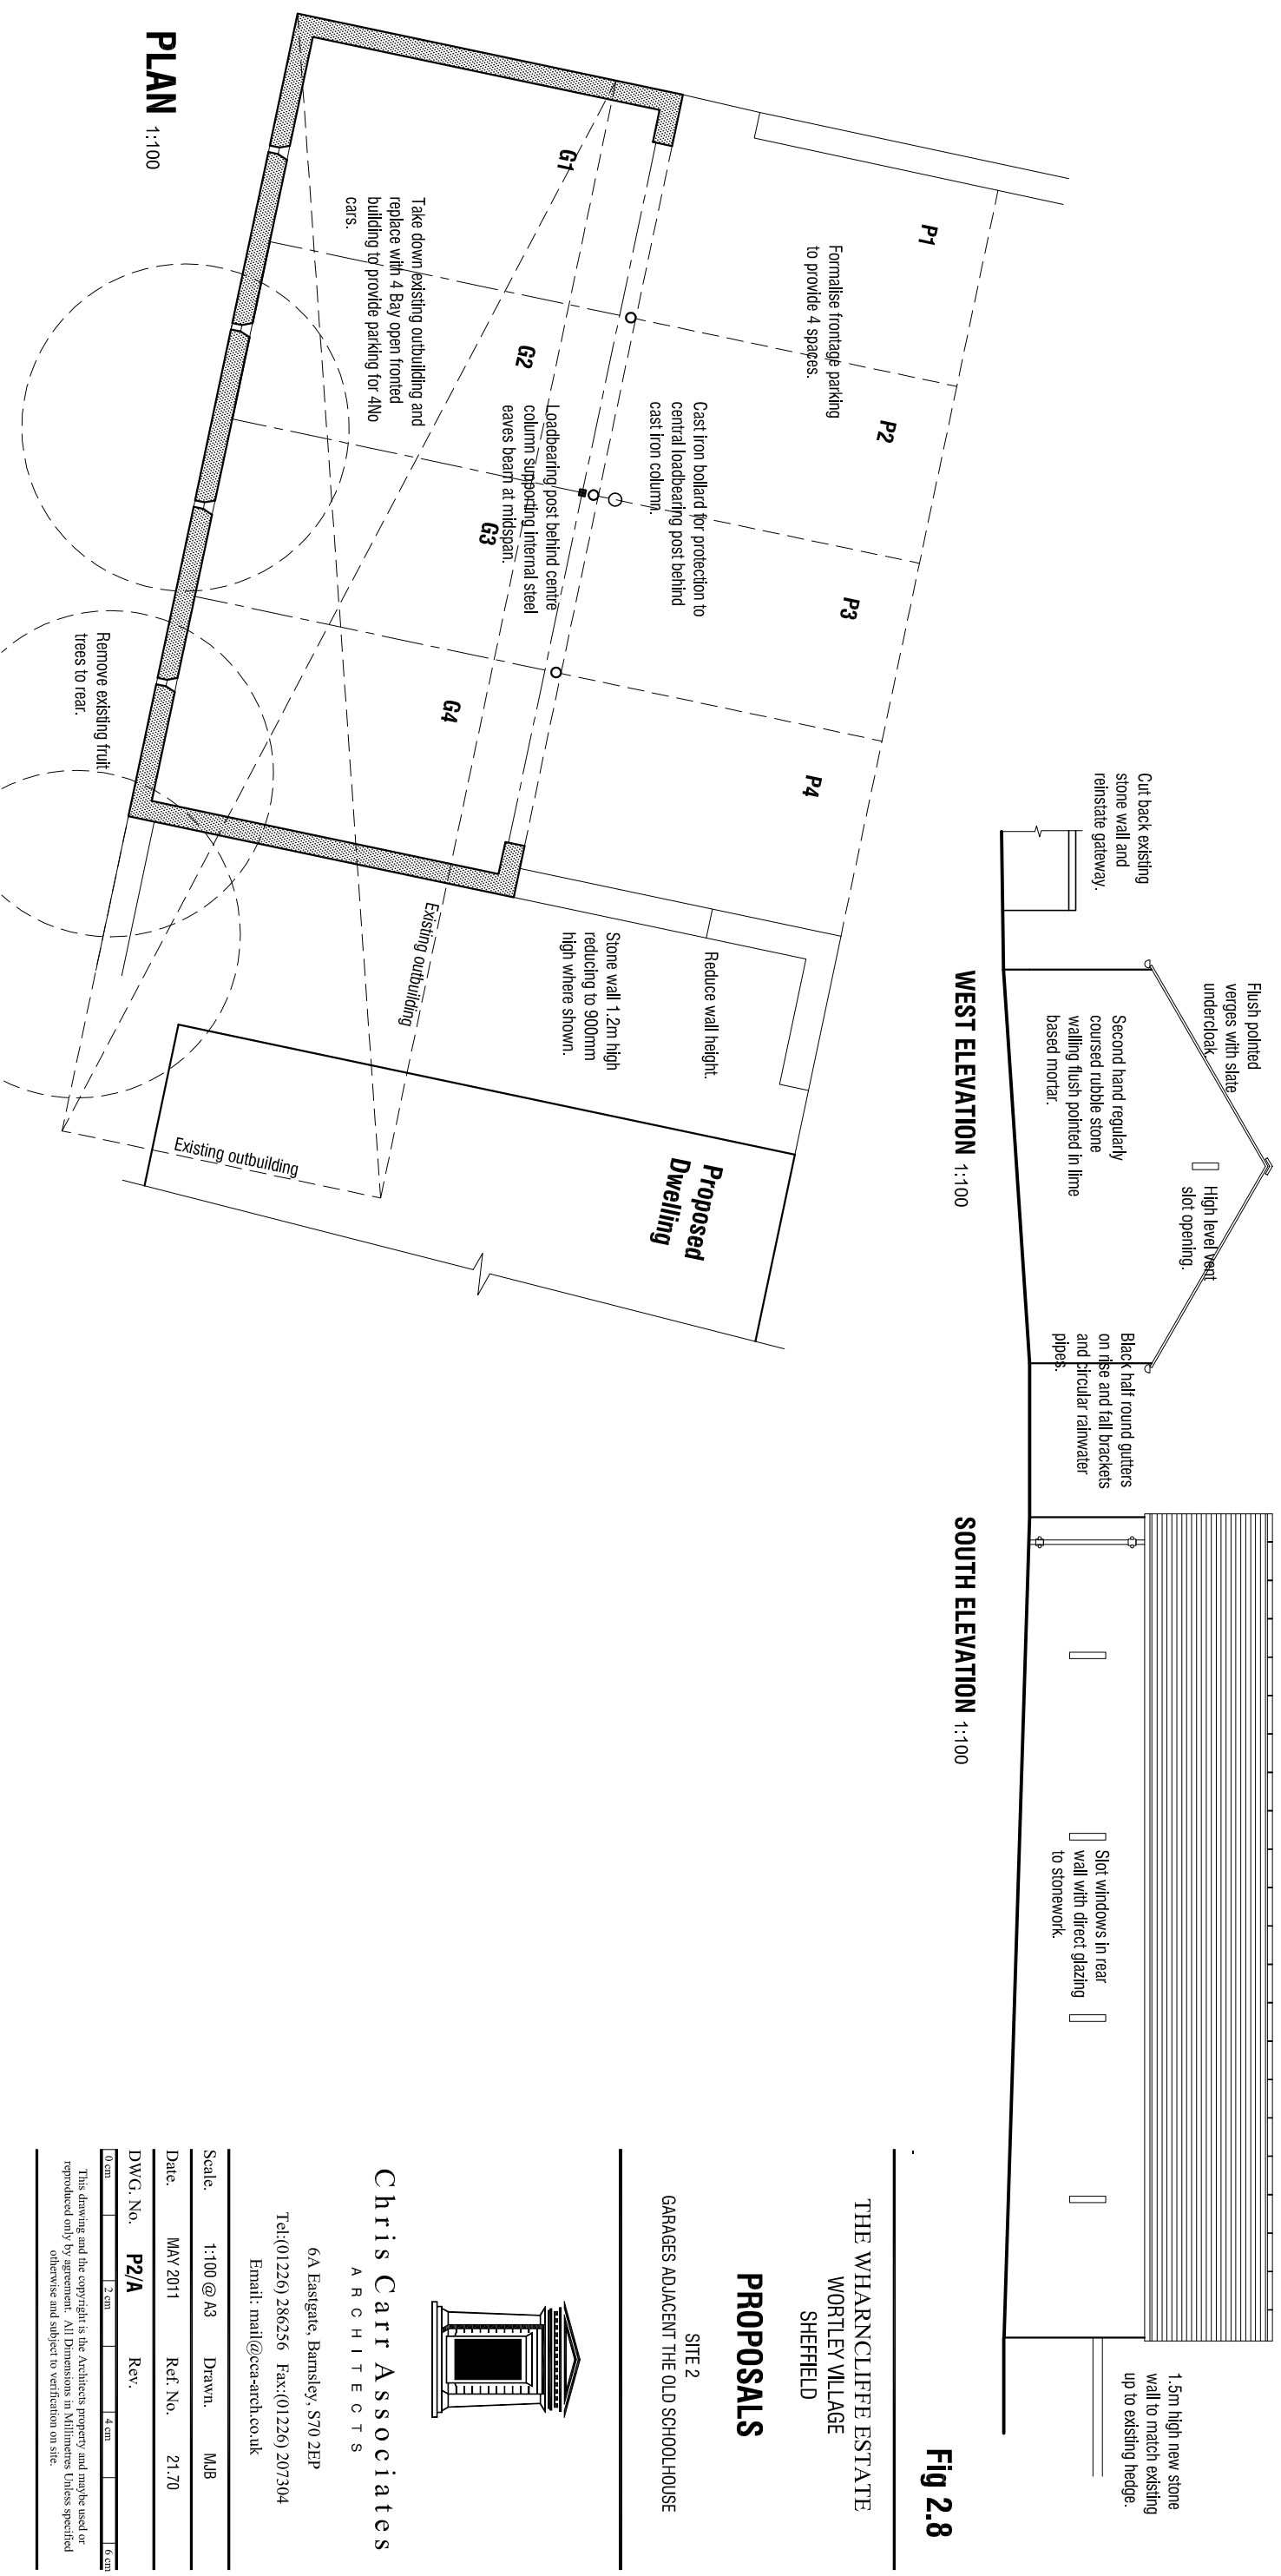 Cut back existing
stone wall and
reinstate gateway.
Flush pointed
verges with slate
undercloak.
Second hand regularly
coursed rubble stone
walling flush pointed in lime
based mortar.
High level vent
slot opening.
Black half round gutters
on rise and fall brackets
and circular rainwater
pipes.
WEST ELEVATION 1:100
Slot windows in rear
wall with direct glazing
to stonework.
1.5m high new stone
wall to match existing
up to existing hedge.
SOUTH ELEVATION 1:100
P1
P2
P3
P4
Formalise frontage parking
to provide 4 spaces.
Cast iron bollard for protection to
central loadbearing post behind
cast iron column.
Reduce wall height.
Stone wall 1.2m high
reducing to 900mm
high where shown.
Proposed
Dwelling
G1
G2
G3
G4
Loadbearing post behind centre
column supporting internal steel
eaves beam at midspan.
Take down existing outbuilding and
replace with 4 Bay open fronted
building to provide parking for 4No
cars.
Existing outbuilding
Existing outbuilding
Remove existing fruit
trees to rear.
PLAN 1:100
Fig 2.8
THE WHARNCLIFFE ESTATE
WORTLEY VILLAGE
SHEFFIELD
PROPOSALS
SITE 2
GARAGES ADJACENT THE OLD SCHOOLHOUSE
Chris Carr Associates
ARCHITECTS
6A Eastgate, Barnsley, S70 2EP
Tel:(01226) 286256 Fax:(01226) 207304
Email: mail@cca-arch.co.uk
Scale. 1:100 @ A3 Drawn. MJB
Date. MAY 2011 Ref. No. 21.70
DWG. No. P2/A Rev.
0 cm 2 cm 4 cm 6 cm
This drawing and the copyright is the Architects property and maybe used or
reproduced only by agreement. All Dimensions in Millimetres Unless specified
otherwise and subject to verification on site.